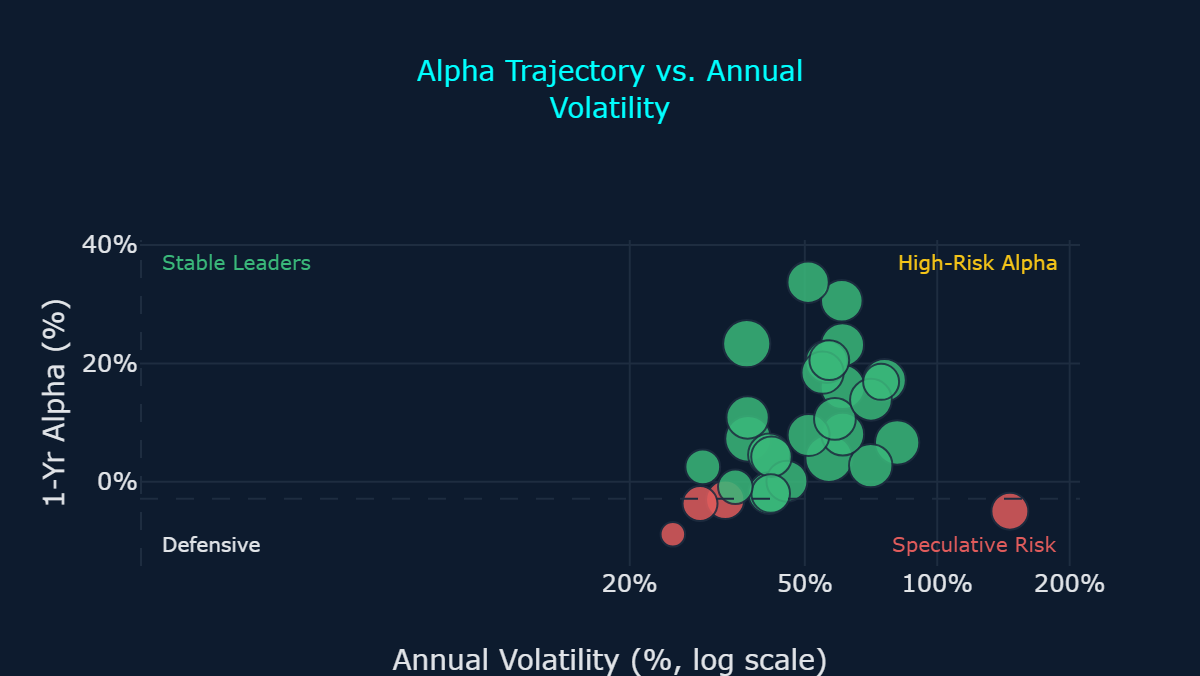 Alpha Trajectory vs. Annual
Volatility
40%
Stable Leaders
High-Risk Alpha
20%
0%
1-Yr Alpha (%)
Defensive
Speculative Risk
20%
50%
100%
200%
Annual Volatility (%, log scale)